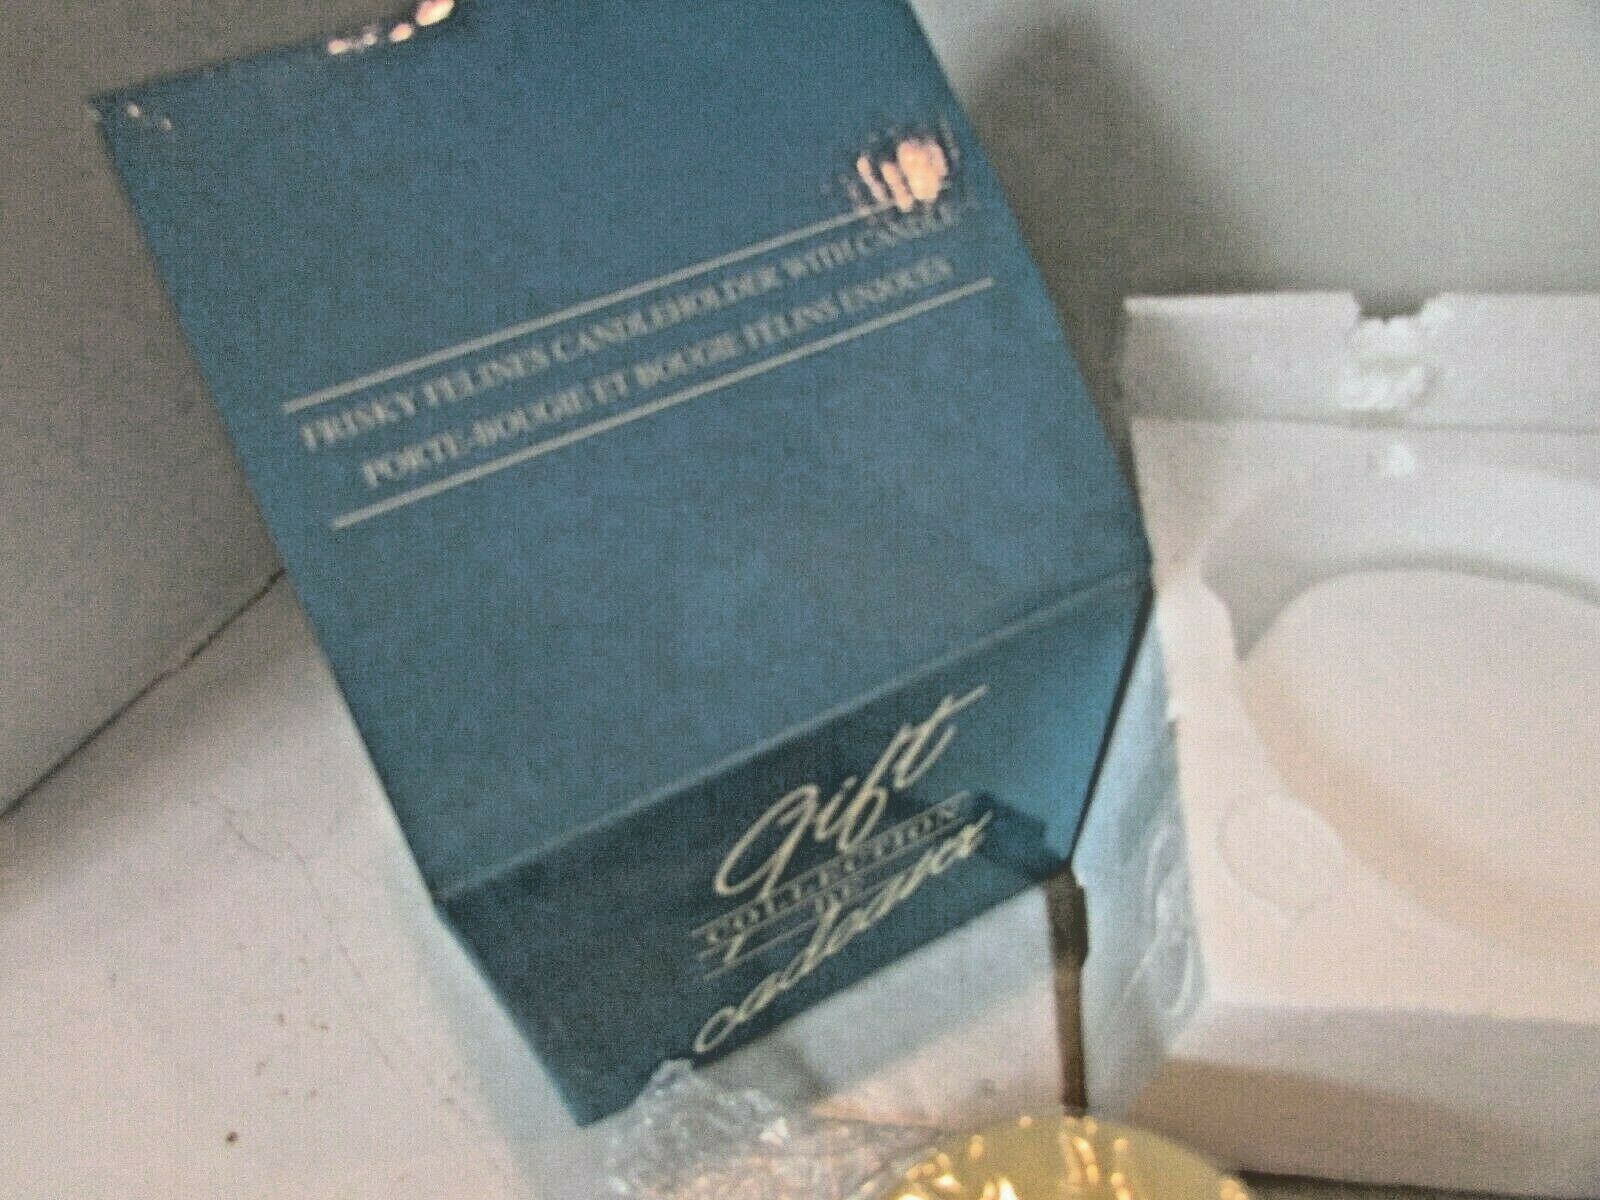 FRISKY FELINES CANDLEHOLDER WITH CANDLE
PORTE-BOUGIE ET BOUGIE FÉLINS ENJOUÉS
Gift
COLLECTION
DE
cadeaux